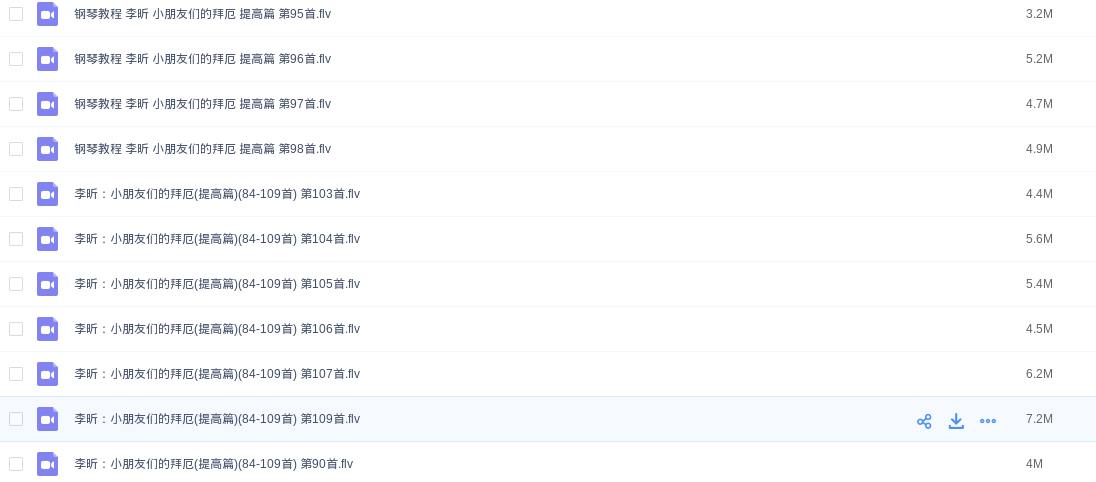 钢琴教程 李昕 小朋友们的拜厄 提高篇 第95首.flv 3.2M
钢琴教程 李昕 小朋友们的拜厄 提高篇 第96首.flv 5.2M
钢琴教程 李昕 小朋友们的拜厄 提高篇 第97首.flv 4.7M
钢琴教程 李昕 小朋友们的拜厄 提高篇 第98首.flv 4.9M
李昕：小朋友们的拜厄(提高篇)(84-109首) 第103首.flv 4.4M
李昕：小朋友们的拜厄(提高篇)(84-109首) 第104首.flv 5.6M
李昕：小朋友们的拜厄(提高篇)(84-109首) 第105首.flv 5.4M
李昕：小朋友们的拜厄(提高篇)(84-109首) 第106首.flv 4.5M
李昕：小朋友们的拜厄(提高篇)(84-109首) 第107首.flv 6.2M
李昕：小朋友们的拜厄(提高篇)(84-109首) 第109首.flv 7.2M
李昕：小朋友们的拜厄(提高篇)(84-109首) 第90首.flv 4M